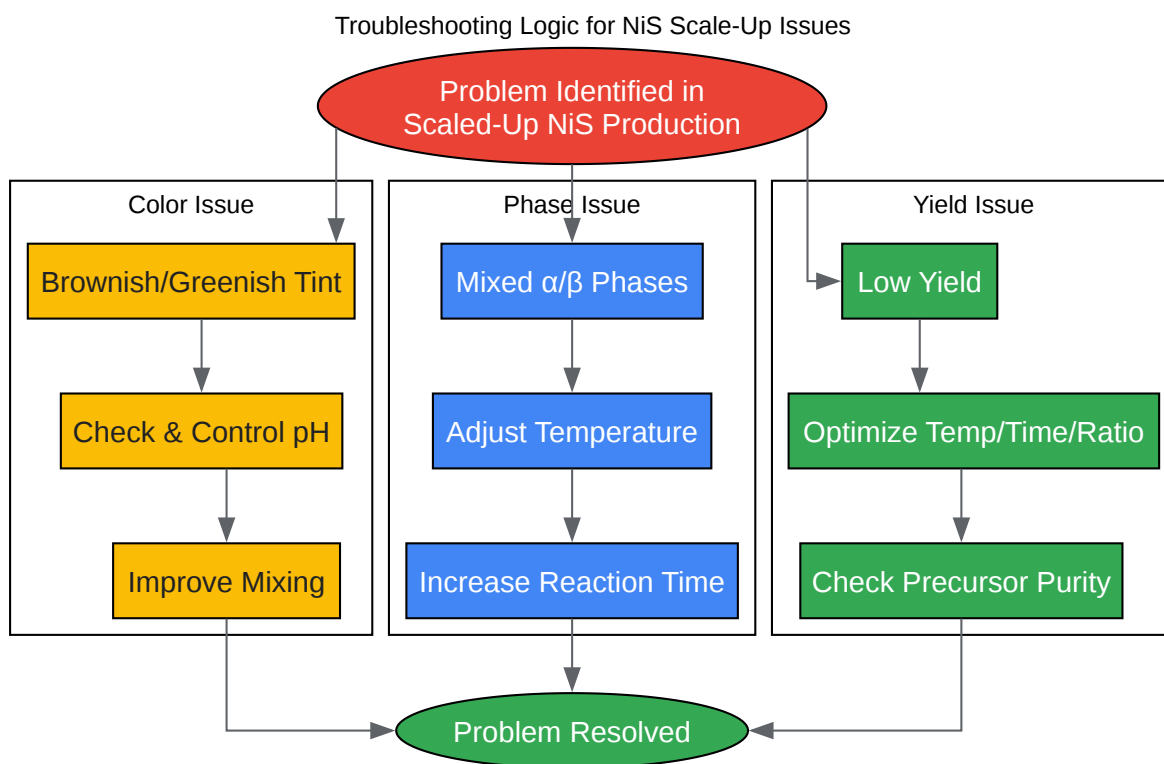 Troubleshooting Logic for NiS Scale-Up Issues
Problem Identified in
Scaled-Up NiS Production
Color Issue
Brownish/Greenish Tint
Check & Control pH
Improve Mixing
Phase Issue
Mixed α/β Phases
Adjust Temperature
Increase Reaction Time
Yield Issue
Low Yield
Optimize Temp/Time/Ratio
Check Precursor Purity
Problem Resolved